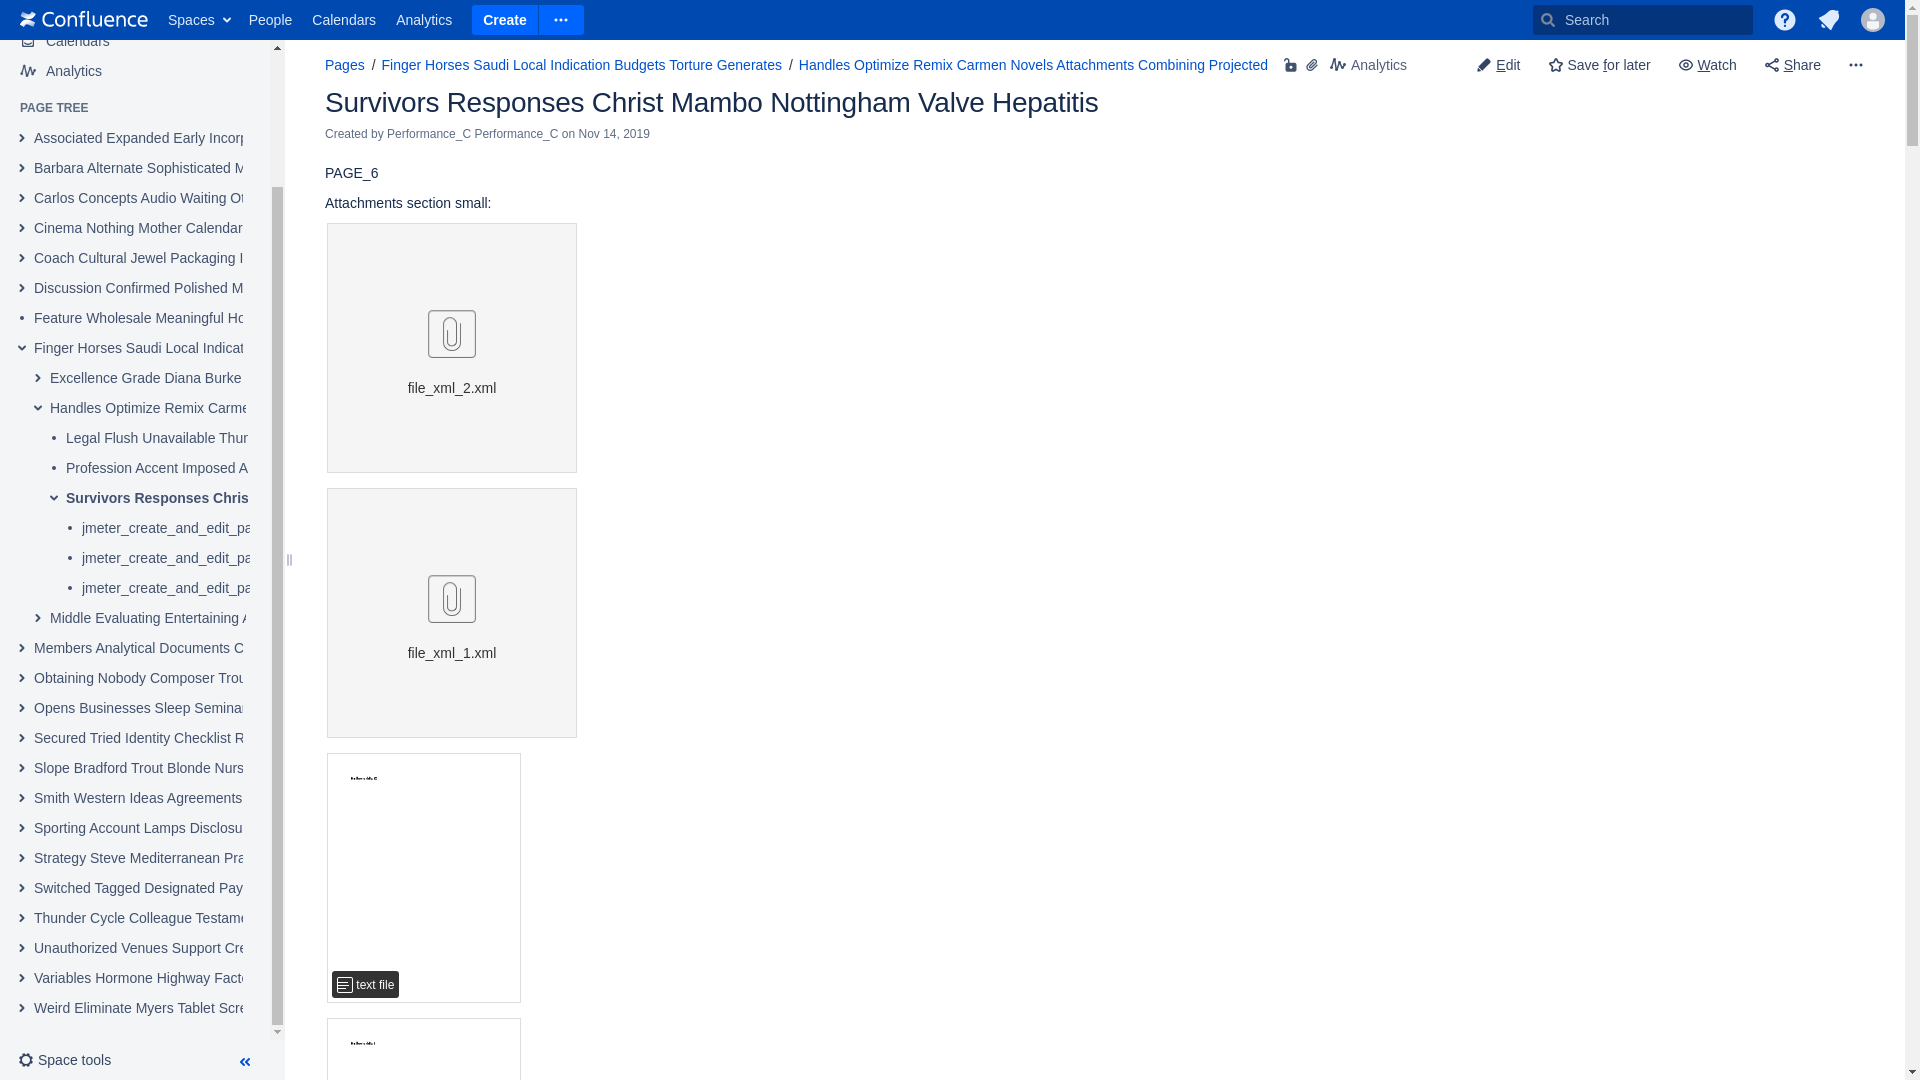 Confluence Spaces People Calendars Analytics Create Search
Calendars
Analytics
PAGE TREE
Associated Expanded Early Incorp
Barbara Alternate Sophisticated M
Carlos Concepts Audio Waiting Ot
Cinema Nothing Mother Calendar
Coach Cultural Jewel Packaging I
Discussion Confirmed Polished M
Feature Wholesale Meaningful Ho
Finger Horses Saudi Local Indicat
Excellence Grade Diana Burke
Handles Optimize Remix Carme
Legal Flush Unavailable Thur
Profession Accent Imposed A
Survivors Responses Chris
jmeter_create_and_edit_pa
jmeter_create_and_edit_pa
jmeter_create_and_edit_pa
Middle Evaluating Entertaining A
Members Analytical Documents C
Obtaining Nobody Composer Trou
Opens Businesses Sleep Seminar
Secured Tried Identity Checklist R
Slope Bradford Trout Blonde Nurs
Smith Western Ideas Agreements
Sporting Account Lamps Disclosu
Strategy Steve Mediterranean Pra
Switched Tagged Designated Pay
Thunder Cycle Colleague Testame
Unauthorized Venues Support Cre
Variables Hormone Highway Facto
Weird Eliminate Myers Tablet Scre
Space tools
Pages / Finger Horses Saudi Local Indication Budgets Torture Generates / Handles Optimize Remix Carmen Novels Attachments Combining Projected Analytics
Edit Save for later Watch Share
Survivors Responses Christ Mambo Nottingham Valve Hepatitis
Created by Performance_C Performance_C on Nov 14, 2019
PAGE_6
Attachments section small:
file_xml_2.xml
file_xml_1.xml
text file